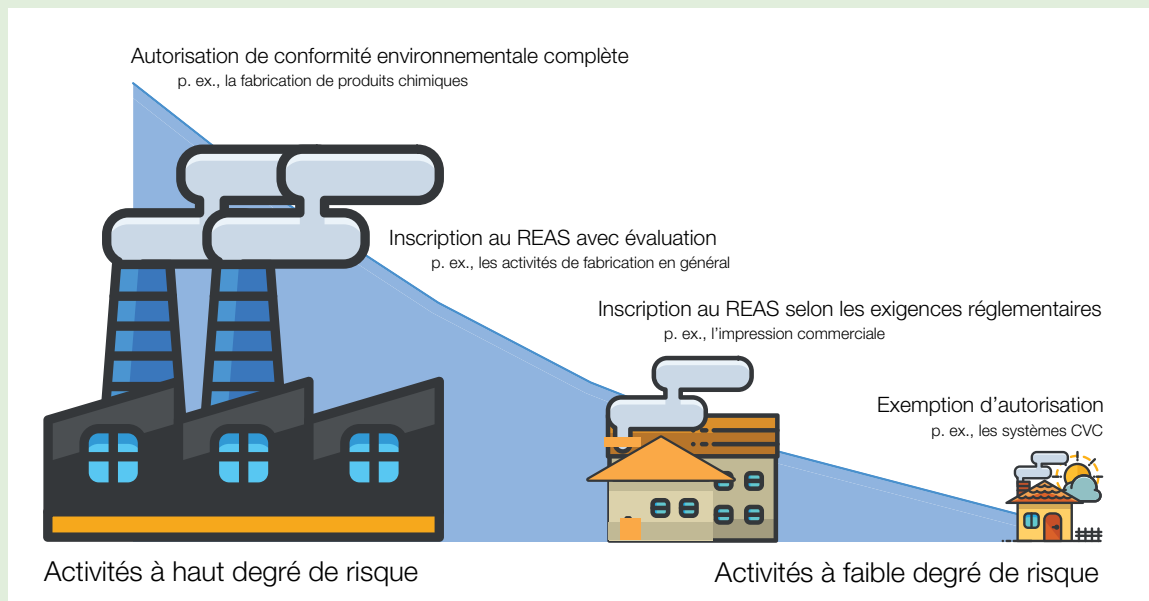 Autorisation de conformité environnementale complète
p. ex., la fabrication de produits chimiques
Inscription au REAS avec évaluation
p. ex., les activités de fabrication en général
Inscription au REAS selon les exigences réglementaires
p. ex., l’impression commerciale
Exemption d’autorisation
p. ex., les systèmes CVC
Activités à haut degré de risque
Activités à faible degré de risque